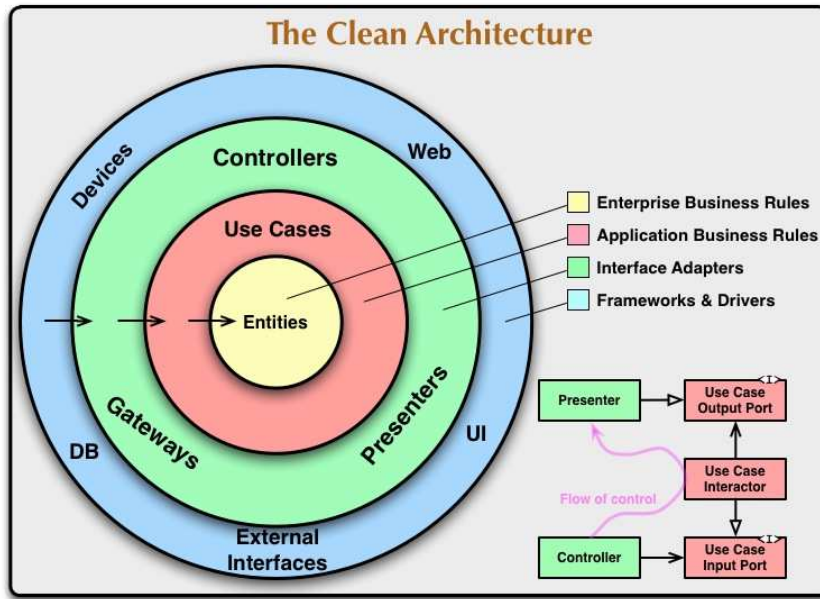 The Clean Architecture
Devices
Web
Controllers
Use Cases
Entities
Gateways
Presenters
DB
UI
External
Interfaces
Enterprise Business Rules
Application Business Rules
Interface Adapters
Frameworks & Drivers
Presenter
<I>
Use Case
Output Port
Flow of control
Use Case
Interactor
Controller
<I>
Use Case
Input Port